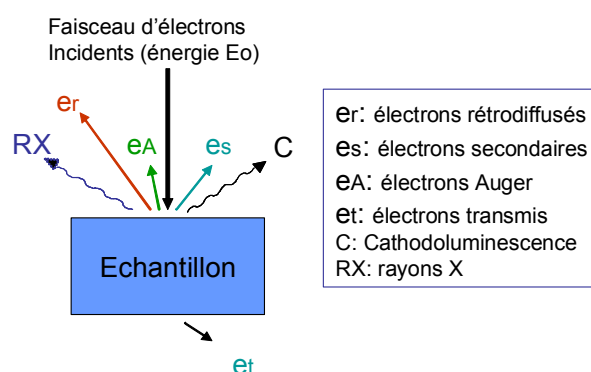 Faisceau d'électrons
Incidents (énergie Eo)
er
RX
eA
es
C
Echantillon
et
er: électrons rétrodiffusés
es: électrons secondaires
eA: électrons Auger
et: électrons transmis
C: Cathodoluminescence
RX: rayons X